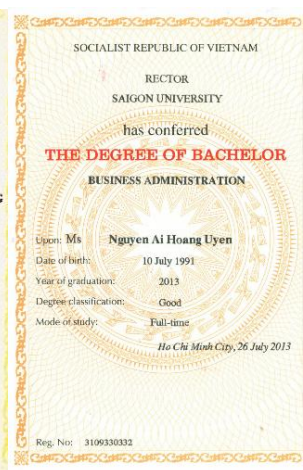 SOCIALIST REPUBLIC OF VIETNAM
RECTOR
SAIGON UNIVERSITY
has conferred
THE DEGREE OF BACHELOR
BUSINESS ADMINISTRATION
Upon: Ms Nguyen Ai Hoang Uyen
Date of birth: 10 July 1991
Year of graduation: 2013
Degree classification: Good
Mode of study: Full-time
Ho Chi Minh City, 26 July 2013
Reg. No: 3109330332